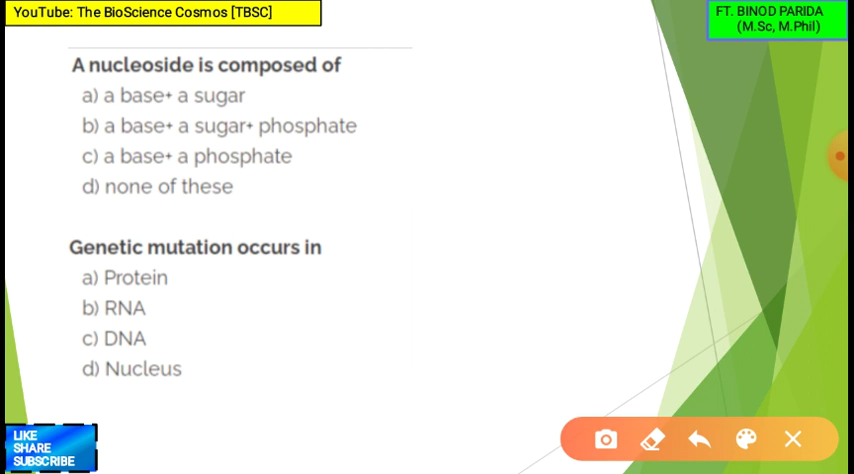 YouTube: The BioScience Cosmos [TBSC]
FT. BINOD PARIDA
(M.Sc, M.Phil)
A nucleoside is composed of
a) a base+ a sugar
b) a base+ a sugar+ phosphate
c) a base+ a phosphate
d) none of these
Genetic mutation occurs in
a) Protein
b) RNA
c) DNA
d) Nucleus
LIKE
SHARE
SUBSCRIBE